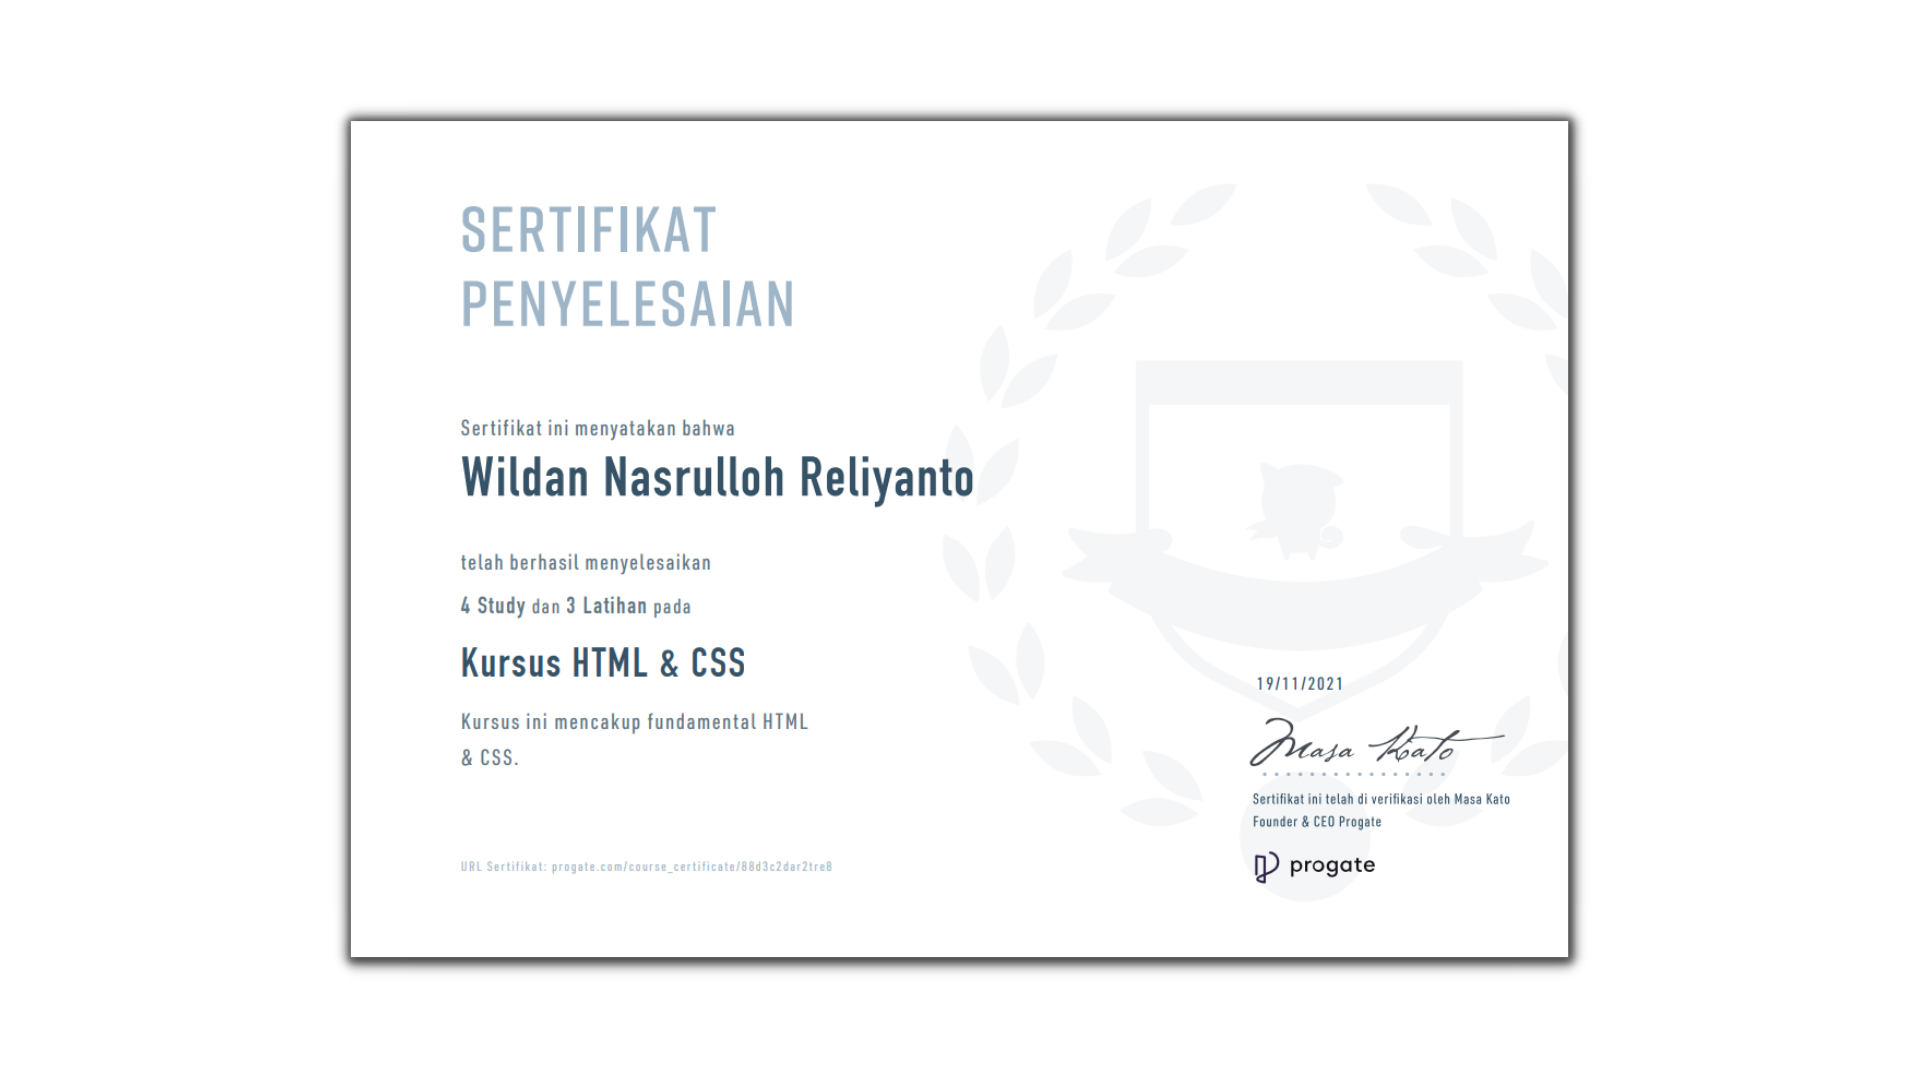 SERTIFIKAT
PENYELESAIAN
Sertifikat ini menyatakan bahwa
Wildan Nasrulloh Reliyanto
telah berhasil menyelesaikan
4 Study dan 3 Latihan pada
Kursus HTML & CSS
Kursus ini mencakup fundamental HTML
& CSS.
URL Sertifikat: progate.com/course_certificate/88d3c2dar2tre8
19/11/2021
Masa Kato
Sertifikat ini telah di verifikasi oleh Masa Kato
Founder & CEO Progate
progate